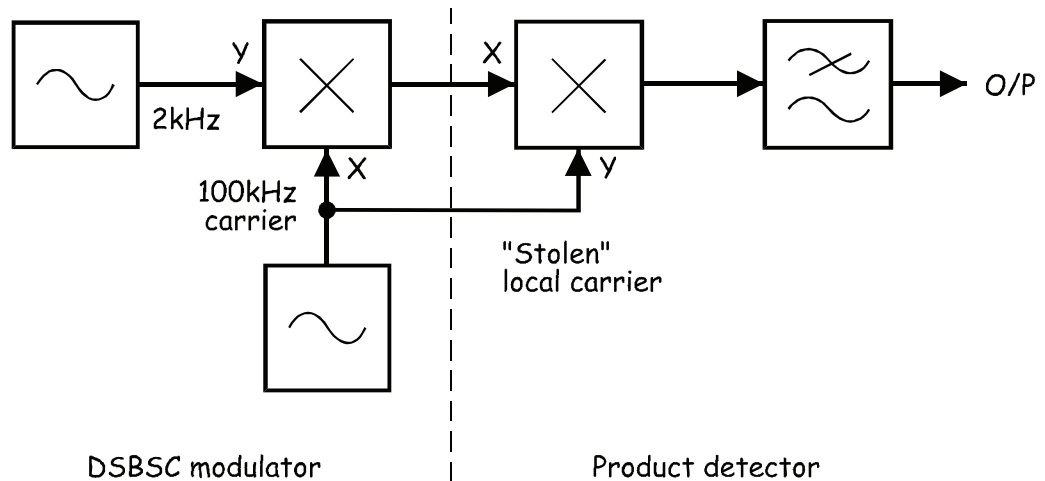 Y
X
O/P
2kHz
X
Y
100kHz
carrier
"Stolen"
local carrier
DSBSC modulator
Product detector